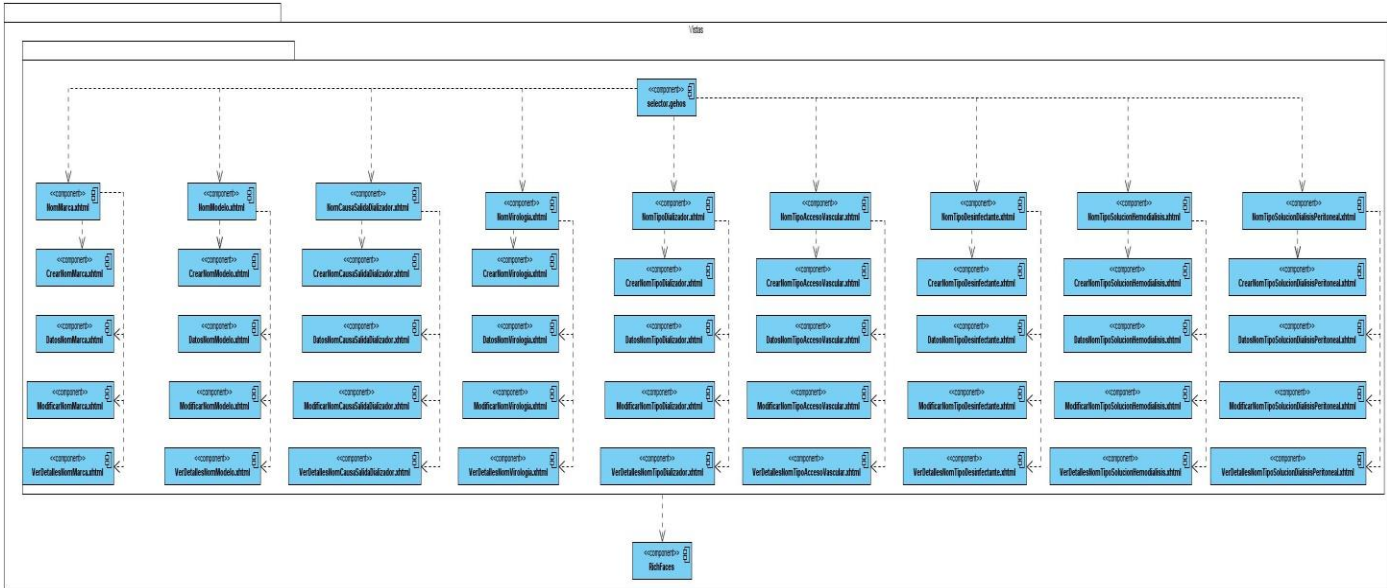 Vistas
<<component>>
selector.gehos
<<component>>
NomMarca.xhtml
<<component>>
NomModelo.xhtml
<<component>>
NomCausaSalidaDializador.xhtml
<<component>>
NomVirologia.xhtml
<<component>>
NomTipoDializador.xhtml
<<component>>
NomTipoAccesoVascular.xhtml
<<component>>
NomTipoDesinfectante.xhtml
<<component>>
NomTipoSolucionHemodialisis.xhtml
<<component>>
NomTipoSolucionDialisisPeritoneal.xhtml
<<component>>
CrearNomMarca.xhtml
<<component>>
CrearNomModelo.xhtml
<<component>>
CrearNomCausaSalidaDializador.xhtml
<<component>>
CrearNomVirologia.xhtml
<<component>>
CrearNomTipoDializador.xhtml
<<component>>
CrearNomTipoAccesoVascular.xhtml
<<component>>
CrearNomTipoDesinfectante.xhtml
<<component>>
CrearNomTipoSolucionHemodialisis.xhtml
<<component>>
CrearNomTipoSolucionDialisisPeritoneal.xhtml
<<component>>
DatosNomMarca.xhtml
<<component>>
DatosNomModelo.xhtml
<<component>>
DatosNomCausaSalidaDializador.xhtml
<<component>>
DatosNomVirologia.xhtml
<<component>>
DatosNomTipoDializador.xhtml
<<component>>
DatosNomTipoAccesoVascular.xhtml
<<component>>
DatosNomTipoDesinfectante.xhtml
<<component>>
DatosNomTipoSolucionHemodialisis.xhtml
<<component>>
DatosNomTipoSolucionDialisisPeritoneal.xhtml
<<component>>
ModificarNomMarca.xhtml
<<component>>
ModificarNomModelo.xhtml
<<component>>
ModificarNomCausaSalidaDializador.xhtml
<<component>>
ModificarNomVirologia.xhtml
<<component>>
ModificarNomTipoDializador.xhtml
<<component>>
ModificarNomTipoAccesoVascular.xhtml
<<component>>
ModificarNomTipoDesinfectante.xhtml
<<component>>
ModificarNomTipoSolucionHemodialisis.xhtml
<<component>>
ModificarNomTipoSolucionDialisisPeritoneal.xhtml
<<component>>
VerDetallesNomMarca.xhtml
<<component>>
VerDetallesNomModelo.xhtml
<<component>>
VerDetallesNomCausaSalidaDializador.xhtml
<<component>>
VerDetallesNomVirologia.xhtml
<<component>>
VerDetallesNomTipoDializador.xhtml
<<component>>
VerDetallesNomTipoAccesoVascular.xhtml
<<component>>
VerDetallesNomTipoDesinfectante.xhtml
<<component>>
VerDetallesNomTipoSolucionHemodialisis.xhtml
<<component>>
VerDetallesNomTipoSolucionDialisisPeritoneal.xhtml
<<component>>
RichFaces